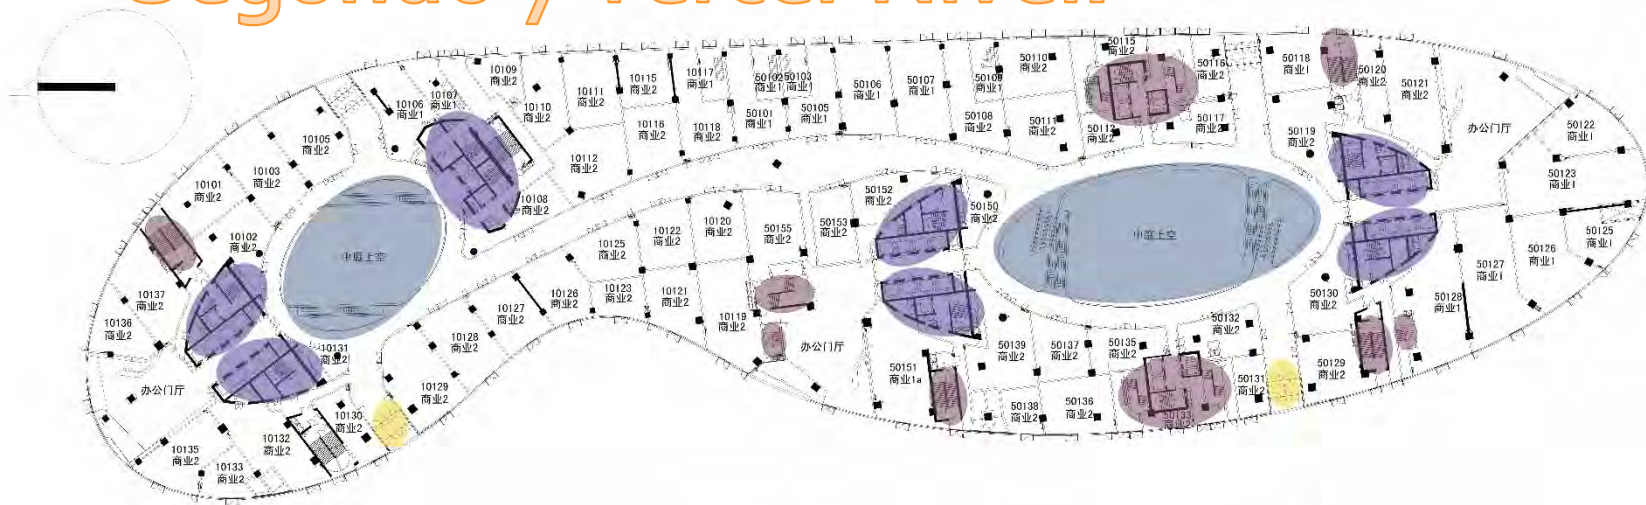 Segundo y Tercer Nivel:
10109
商业2
10107
商业1
10106
商业1
10105
商业2
10103
商业2
10101
商业2
10102
商业2
10110
商业2
10111
商业2
10112
商业2
10108
商业2
10115
商业2
10116
商业2
10117
商业1
10118
商业2
50102
商业1
50103
商业1
50101
商业1
50105
商业1
50106
商业1
50107
商业1
50109
商业1
50108
商业2
50110
商业2
50111
商业2
50115
商业2
50112
商业2
50116
商业2
50117
商业2
50118
商业1
50119
商业2
50120
商业2
50121
商业2
办公门厅
50122
商业1
50123
商业1
50125
商业1
50126
商业1
50127
商业1
50128
商业1
50130
商业2
50129
商业2
50132
商业2
50131
商业2
50133
商业2
50135
商业2
50136
商业2
50137
商业2
50138
商业2
50139
商业2
50150
商业2
50151
商业1a
50152
商业2
50153
商业2
50155
商业2
中庭上空
中庭上空
办公门厅
10119
商业2
10120
商业2
10121
商业2
10122
商业2
10123
商业2
10125
商业2
10126
商业2
10127
商业2
10128
商业2
10129
商业2
10130
商业2
10131
商业2
10132
商业2
10133
商业2
10135
商业2
办公门厅
10136
商业2
10137
商业2